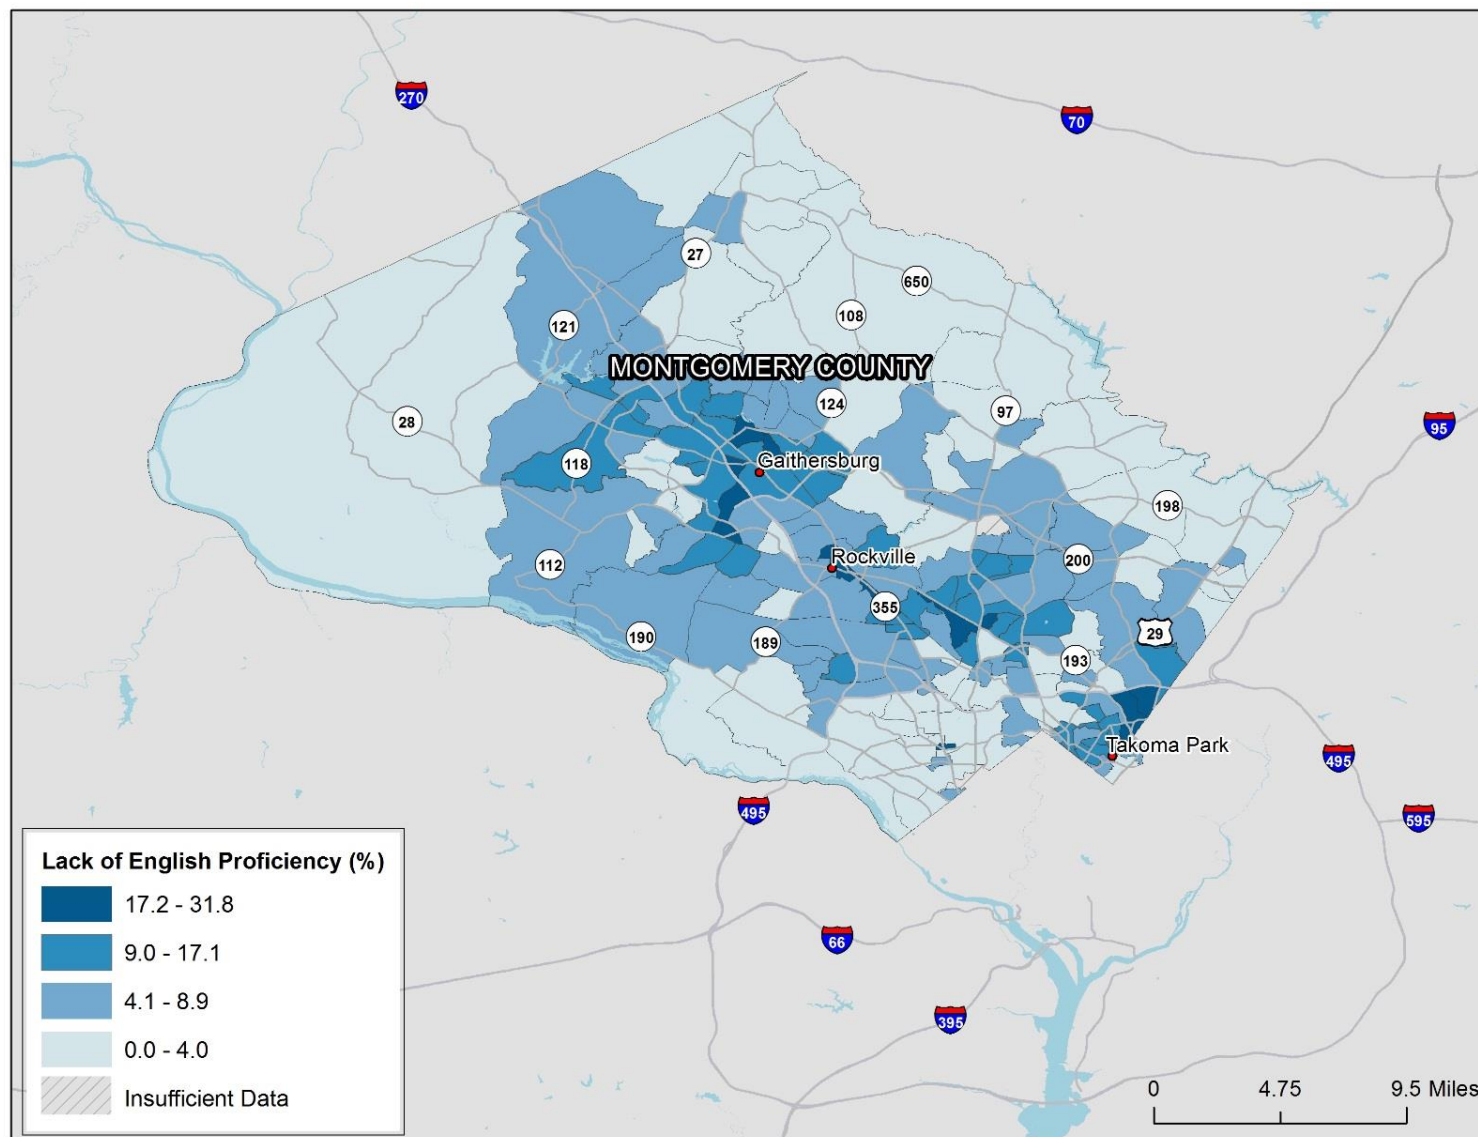 270
70
27
650
108
121
MONTGOMERY COUNTY
124
97
28
95
118
Gaithersburg
198
Rockville
112
200
355
190
189
29
193
Takoma Park
495
495
595
66
395
Lack of English Proficiency (%)
17.2 - 31.8
9.0 - 17.1
4.1 - 8.9
0.0 - 4.0
Insufficient Data
0 4.75 9.5 Miles